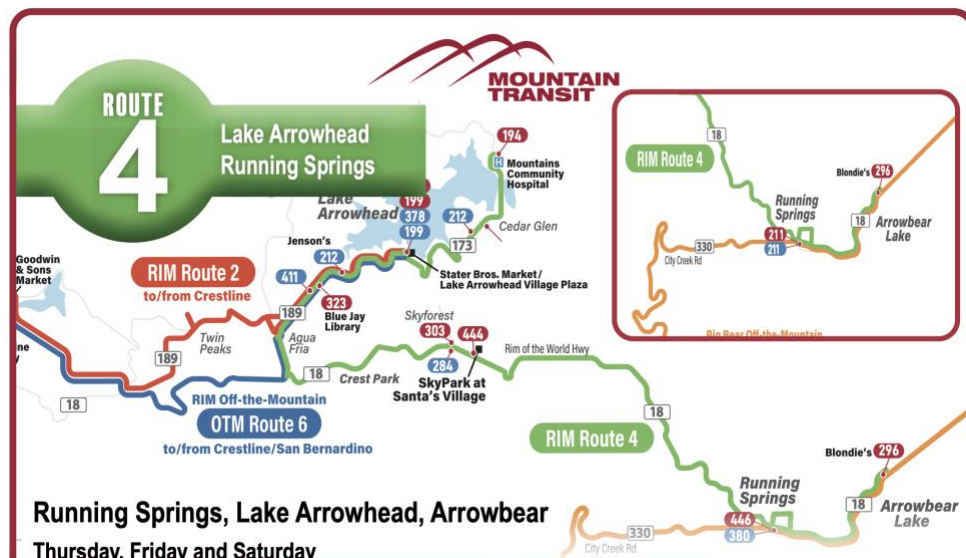 MOUNTAIN
TRANSIT
ROUTE
4
Lake Arrowhead
Running Springs
194
Mountains
Community
Hospital
Lake
Arrowhead
199
378
199
212
Cedar Glen
173
Stater Bros. Market/
Lake Arrowhead Village Plaza
Jenson's
212
411
323
Blue Jay
Library
189
Goodwin
& Sons
Market
RIM Route 2
to/from Crestline
Twin
Peaks
189
Agua
Fria
18
Crest Park
Skyforest
303
444
284
SkyPark at
Santa's Village
Rim of the World Hwy
18
RIM Off-the-Mountain
OTM Route 6
to/from Crestline/San Bernardino
18
RIM Route 4
18
Running
Springs
446
380
330
City Creek Rd
Blondie's
296
18
Arrowbear
Lake
18
RIM Route 4
Running
Springs
211
211
330
City Creek Rd
Blondie's
296
18
Arrowbear
Lake
Big Bear Off-the-Mountain
H
Running Springs, Lake Arrowhead, Arrowbear
Thursday, Friday and Saturday